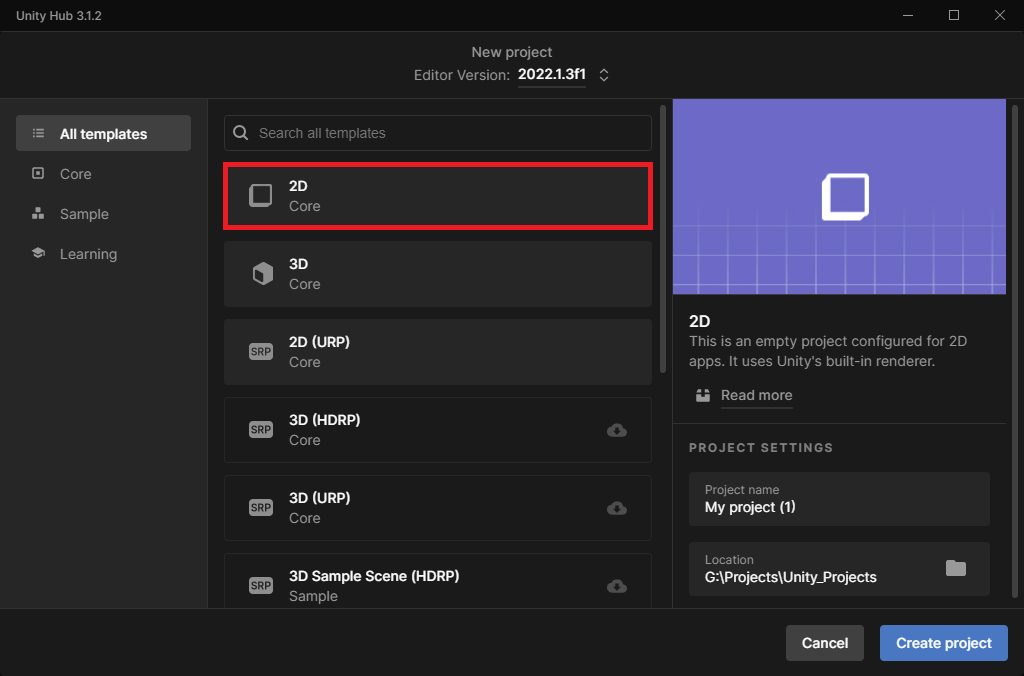 Unity Hub 3.1.2
New project
Editor Version: 2022.1.3f1
All templates
Core
Sample
Learning
Search all templates
2D
Core
3D
Core
SRP
2D (URP)
Core
SRP
3D (HDRP)
Core
SRP
3D (URP)
Core
SRP
3D Sample Scene (HDRP)
Sample
2D
This is an empty project configured for 2D
apps. It uses Unity's built-in renderer.
Read more
PROJECT SETTINGS
Project name
My project (1)
Location
G:\Projects\Unity_Projects
Cancel
Create project